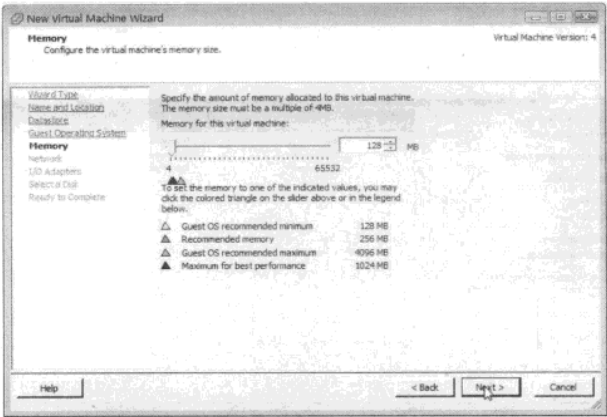 New Virtual Machine Wizard
Memory
Configure the virtual machine's memory size.
Virtual Machine Version: 4
Wizard Type
Name and Location
Datastore
Guest Operating System
Memory
Network
I/O Adapters
Select a Disk
Ready to Complete
Specify the amount of memory allocated to this virtual machine.
The memory size must be a multiple of 4MB.
Memory for this virtual machine:
128 MB
4 65532
To set the memory to one of the indicated values, you may
click the colored triangle on the slider above or in the legend
below.
Guest OS recommended minimum 128 MB
Recommended memory 256 MB
Guest OS recommended maximum 4096 MB
Maximum for best performance 1024 MB
Help
< Back
Next >
Cancel